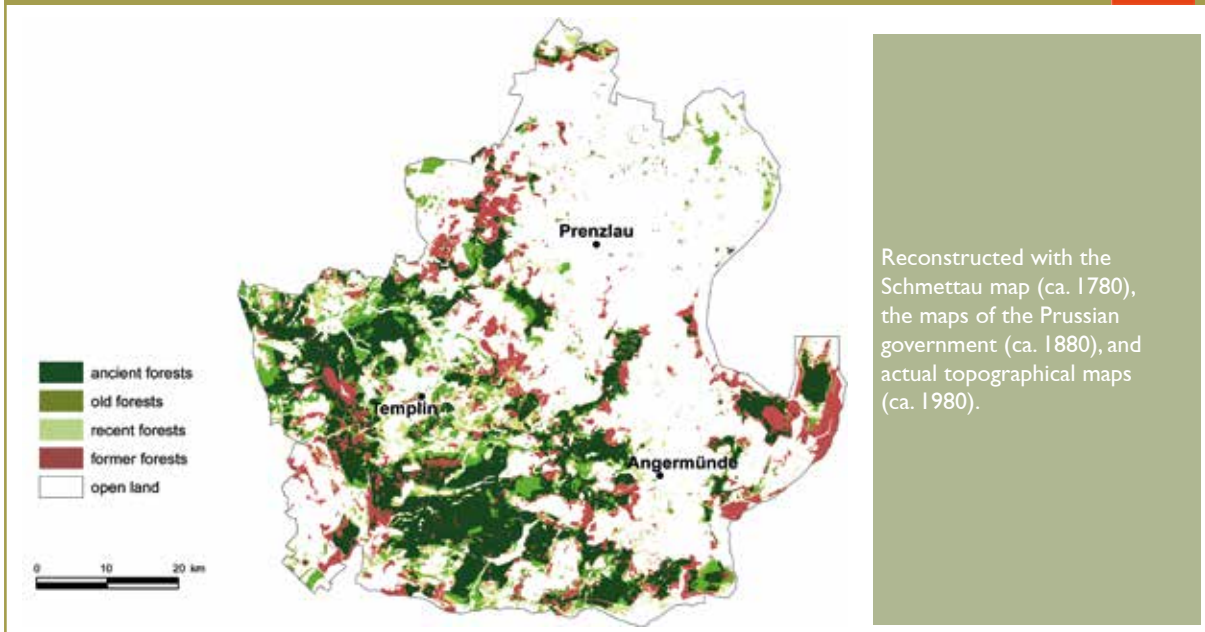 Prenzlau
Templin
Angermünde
ancient forests
old forests
recent forests
former forests
open land
0 10 20 km
Reconstructed with the
Schmettau map (ca. 1780),
the maps of the Prussian
government (ca. 1880), and
actual topographical maps
(ca. 1980).